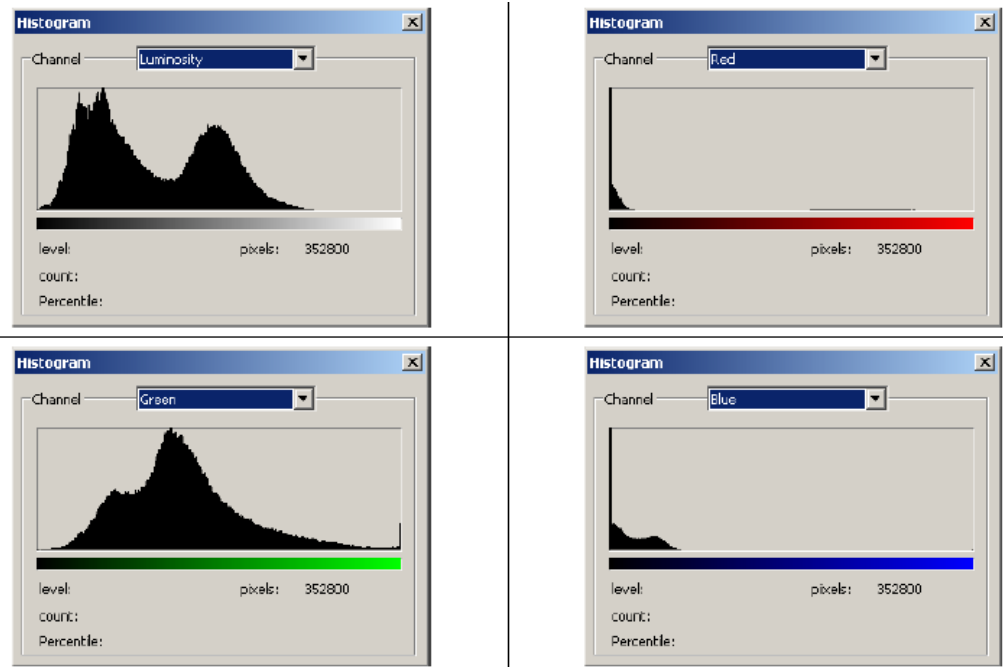 Histogram
Channel Luminosity
level: pixels: 352800
count:
Percentile:
Histogram
Channel Red
level: pixels: 352800
count:
Percentile:
Histogram
Channel Green
level: pixels: 352800
count:
Percentile:
Histogram
Channel Blue
level: pixels: 352800
count:
Percentile: